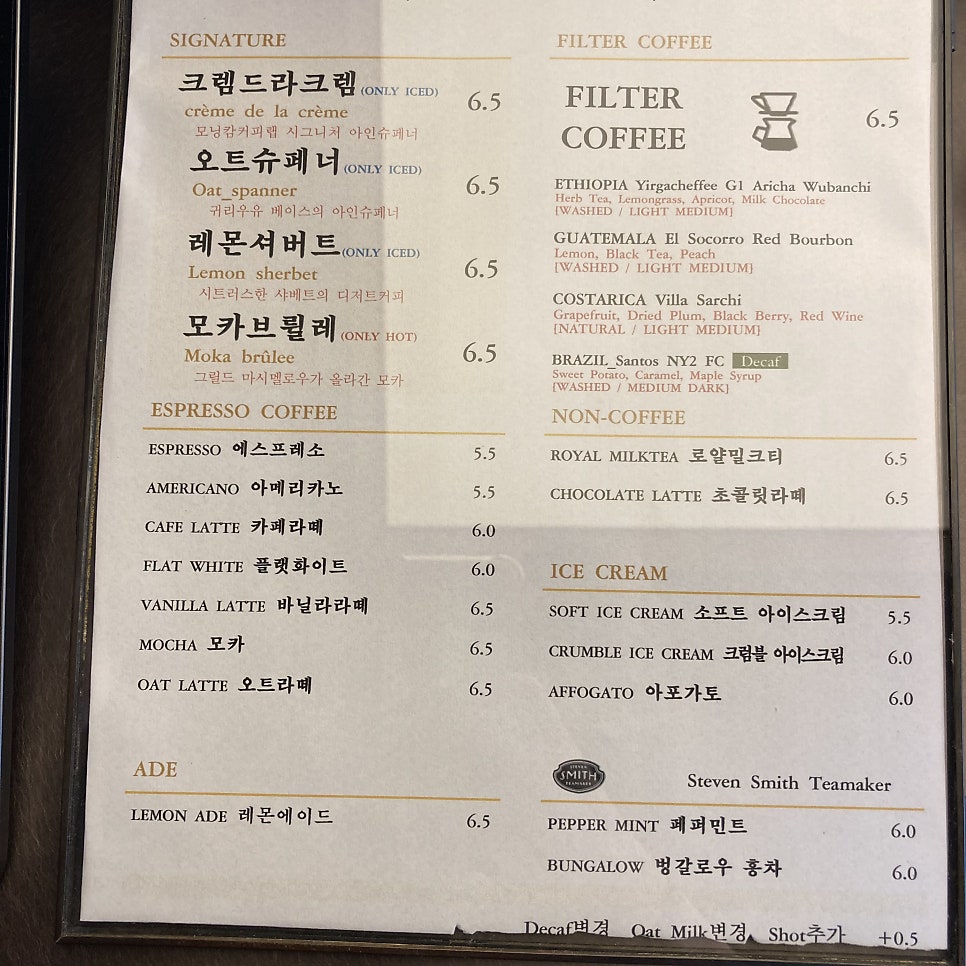 SIGNATURE
크렘드라크렘 (ONLY ICED) 6.5
crème de la crème
모닝캄커피랩 시그니처 아인슈페너
오트슈페너 (ONLY ICED) 6.5
Oat_spanner
귀리우유 베이스의 아인슈페너
레몬셔버트 (ONLY ICED) 6.5
Lemon sherbet
시트러스한 샤베트의 디저트커피
모카브륄레 (ONLY HOT) 6.5
Moka brûlee
그릴드 마시멜로우가 올라간 모카
ESPRESSO COFFEE
ESPRESSO 에스프레소 5.5
AMERICANO 아메리카노 5.5
CAFE LATTE 카페라떼 6.0
FLAT WHITE 플랫화이트 6.0
VANILLA LATTE 바닐라라떼 6.5
MOCHA 모카 6.5
OAT LATTE 오트라떼 6.5
ADE
LEMON ADE 레몬에이드 6.5
FILTER COFFEE
FILTER
COFFEE 6.5
ETHIOPIA Yirgacheffee G1 Aricha Wubanchi
Herb Tea, Lemongrass, Apricot, Milk Chocolate
[WASHED / LIGHT MEDIUM]
GUATEMALA El Socorro Red Bourbon
Lemon, Black Tea, Peach
[WASHED / LIGHT MEDIUM]
COSTARICA Villa Sarchi
Grapefruit, Dried Plum, Black Berry, Red Wine
[NATURAL / LIGHT MEDIUM]
BRAZIL_Santos NY2 FC Decaf
Sweet Potato, Caramel, Maple Syrup
[WASHED / MEDIUM DARK]
NON-COFFEE
ROYAL MILKTEA 로얄밀크티 6.5
CHOCOLATE LATTE 초콜릿라떼 6.5
ICE CREAM
SOFT ICE CREAM 소프트 아이스크림 5.5
CRUMBLE ICE CREAM 크럼블 아이스크림 6.0
AFFOGATO 아포가토 6.0
STEVEN
SMITH
TEAMAKER
Steven Smith Teamaker
PEPPER MINT 페퍼민트 6.0
BUNGALOW 벙갈로우 홍차 6.0
Decaf변경 Oat Milk변경 Shot추가 +0.5